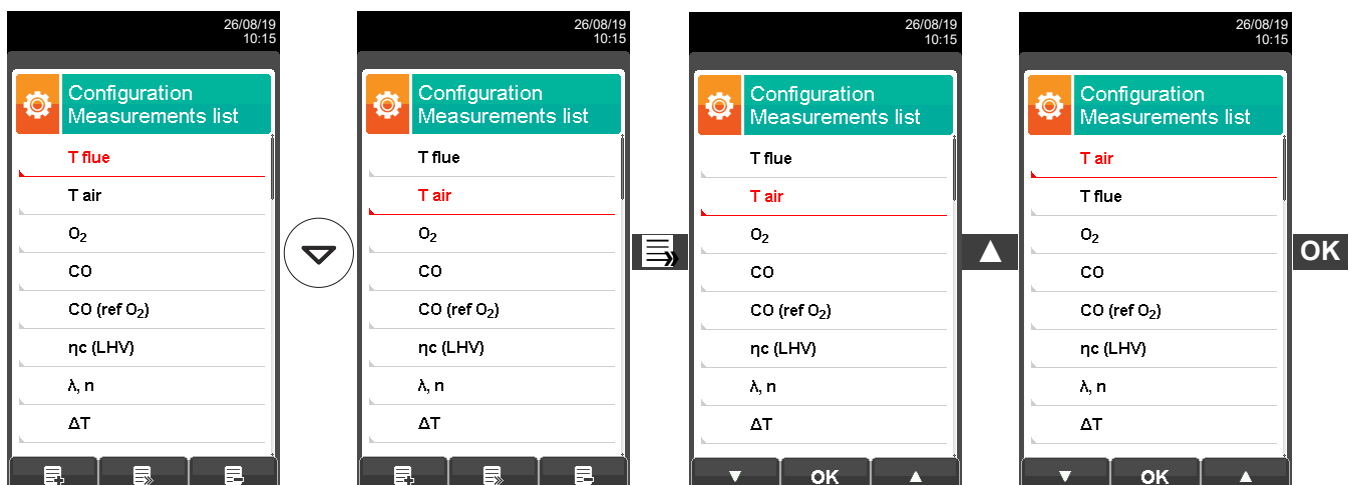 26/08/19
10:15
Configuration
Measurements list
T flue
T air
O₂
CO
CO (ref O₂)
ηc (LHV)
λ, n
ΔT
26/08/19
10:15
Configuration
Measurements list
T flue
T air
O₂
CO
CO (ref O₂)
ηc (LHV)
λ, n
ΔT
26/08/19
10:15
Configuration
Measurements list
T flue
T air
O₂
CO
CO (ref O₂)
ηc (LHV)
λ, n
ΔT
▼ OK ▲
▲
26/08/19
10:15
Configuration
Measurements list
T air
T flue
O₂
CO
CO (ref O₂)
ηc (LHV)
λ, n
ΔT
▼ OK ▲
OK